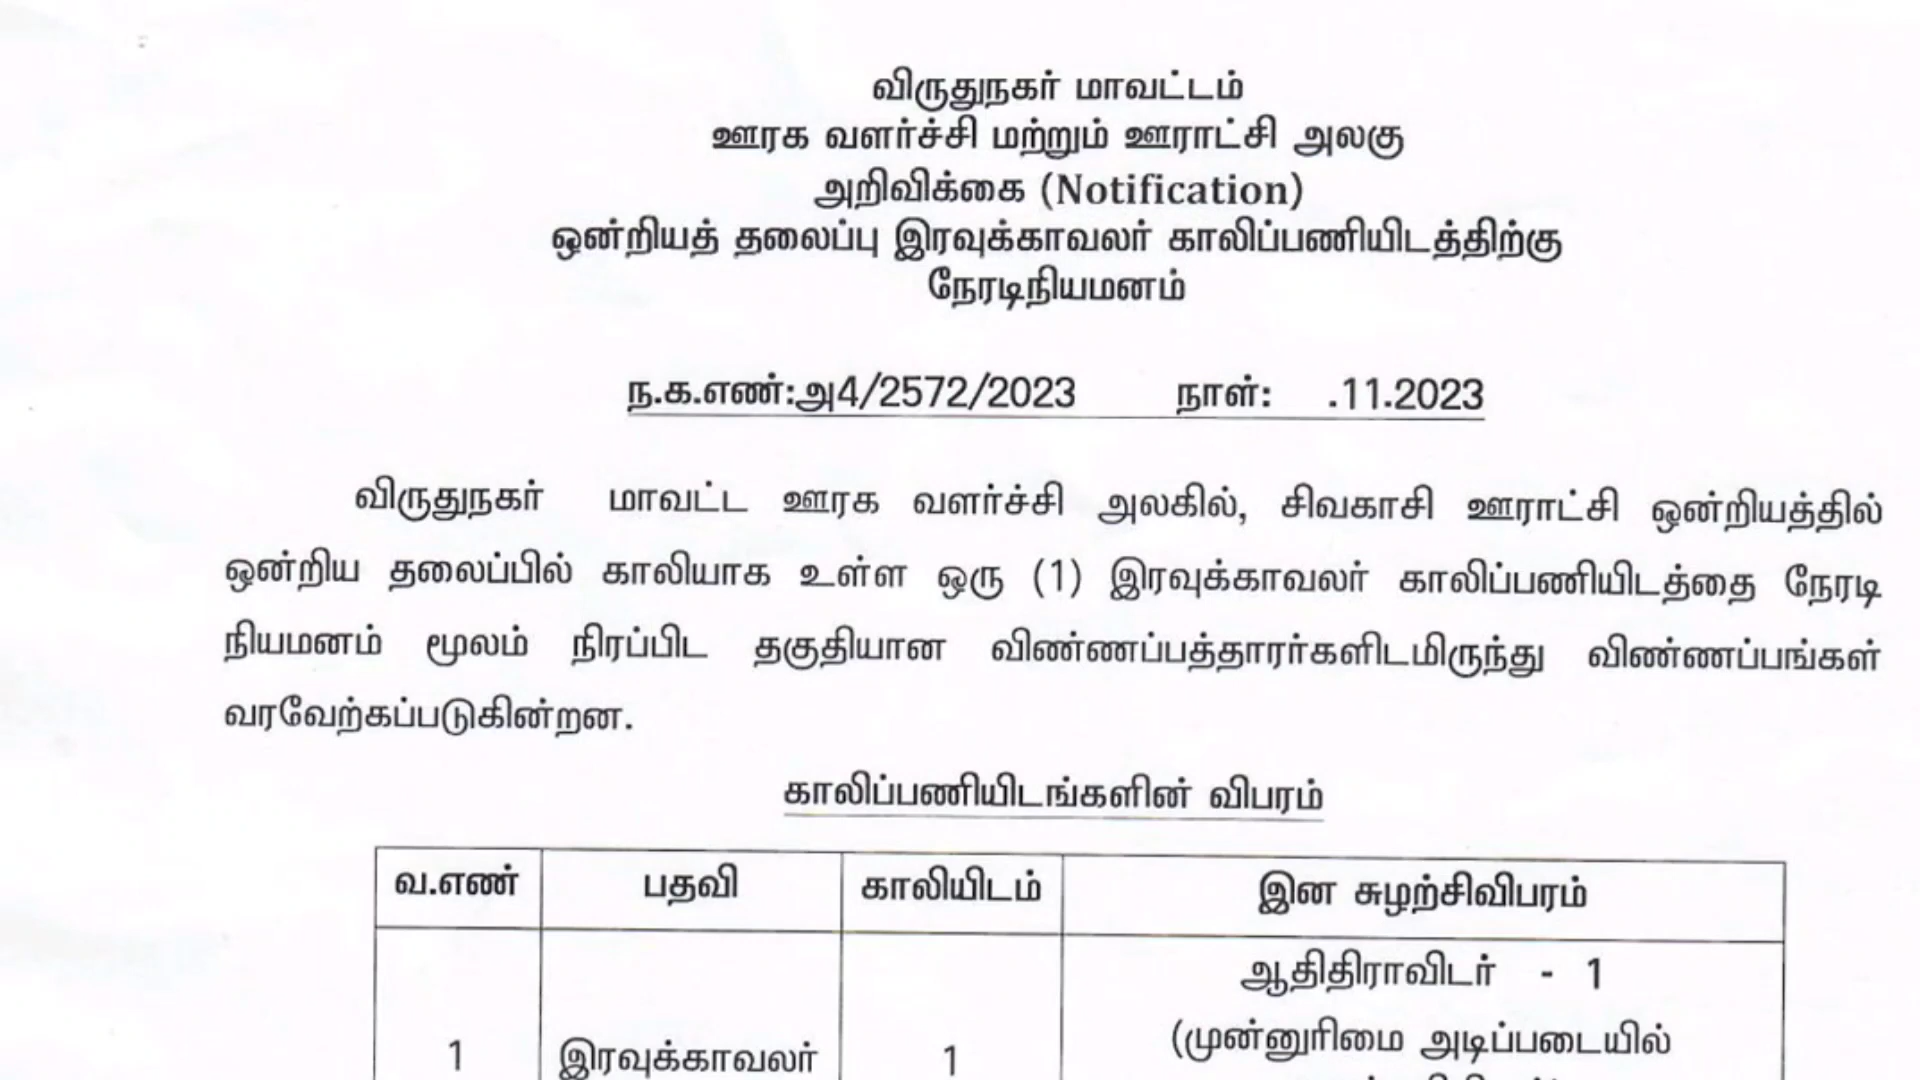 விருதுநகர் மாவட்டம்
ஊரக வளர்ச்சி மற்றும் ஊராட்சி அலகு
அறிவிக்கை (Notification)
ஒன்றியத் தலைப்பு இரவுக்காவலர் காலிப்பணியிடத்திற்கு
நேரடிநியமனம்
ந.க.எண்:அ4/2572/2023 நாள்: .11.2023
விருதுநகர் மாவட்ட ஊரக வளர்ச்சி அலகில், சிவகாசி ஊராட்சி ஒன்றியத்தில்
ஒன்றிய தலைப்பில் காலியாக உள்ள ஒரு (1) இரவுக்காவலர் காலிப்பணியிடத்தை நேரடி
நியமனம் மூலம் நிரப்பிட தகுதியான விண்ணப்பத்தாரர்களிடமிருந்து விண்ணப்பங்கள்
வரவேற்கப்படுகின்றன.
காலிப்பணியிடங்களின் விபரம்
வ.எண் பதவி காலியிடம் இன சுழற்சிவிபரம்
ஆதிதிராவிடர் - 1
(முன்னுரிமை அடிப்படையில்
1 இரவுக்காவலர் 1